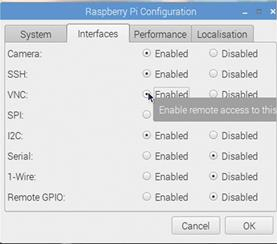 Raspberry Pi Configuration
System Interfaces Performance Localisation
Camera: Enabled Disabled
SSH: Enabled Disabled
VNC: Enabled Disabled
Enable remote access to this
SPI:
I2C: Enabled Disabled
Serial: Enabled Disabled
1-Wire: Enabled Disabled
Remote GPIO: Enabled Disabled
Cancel OK